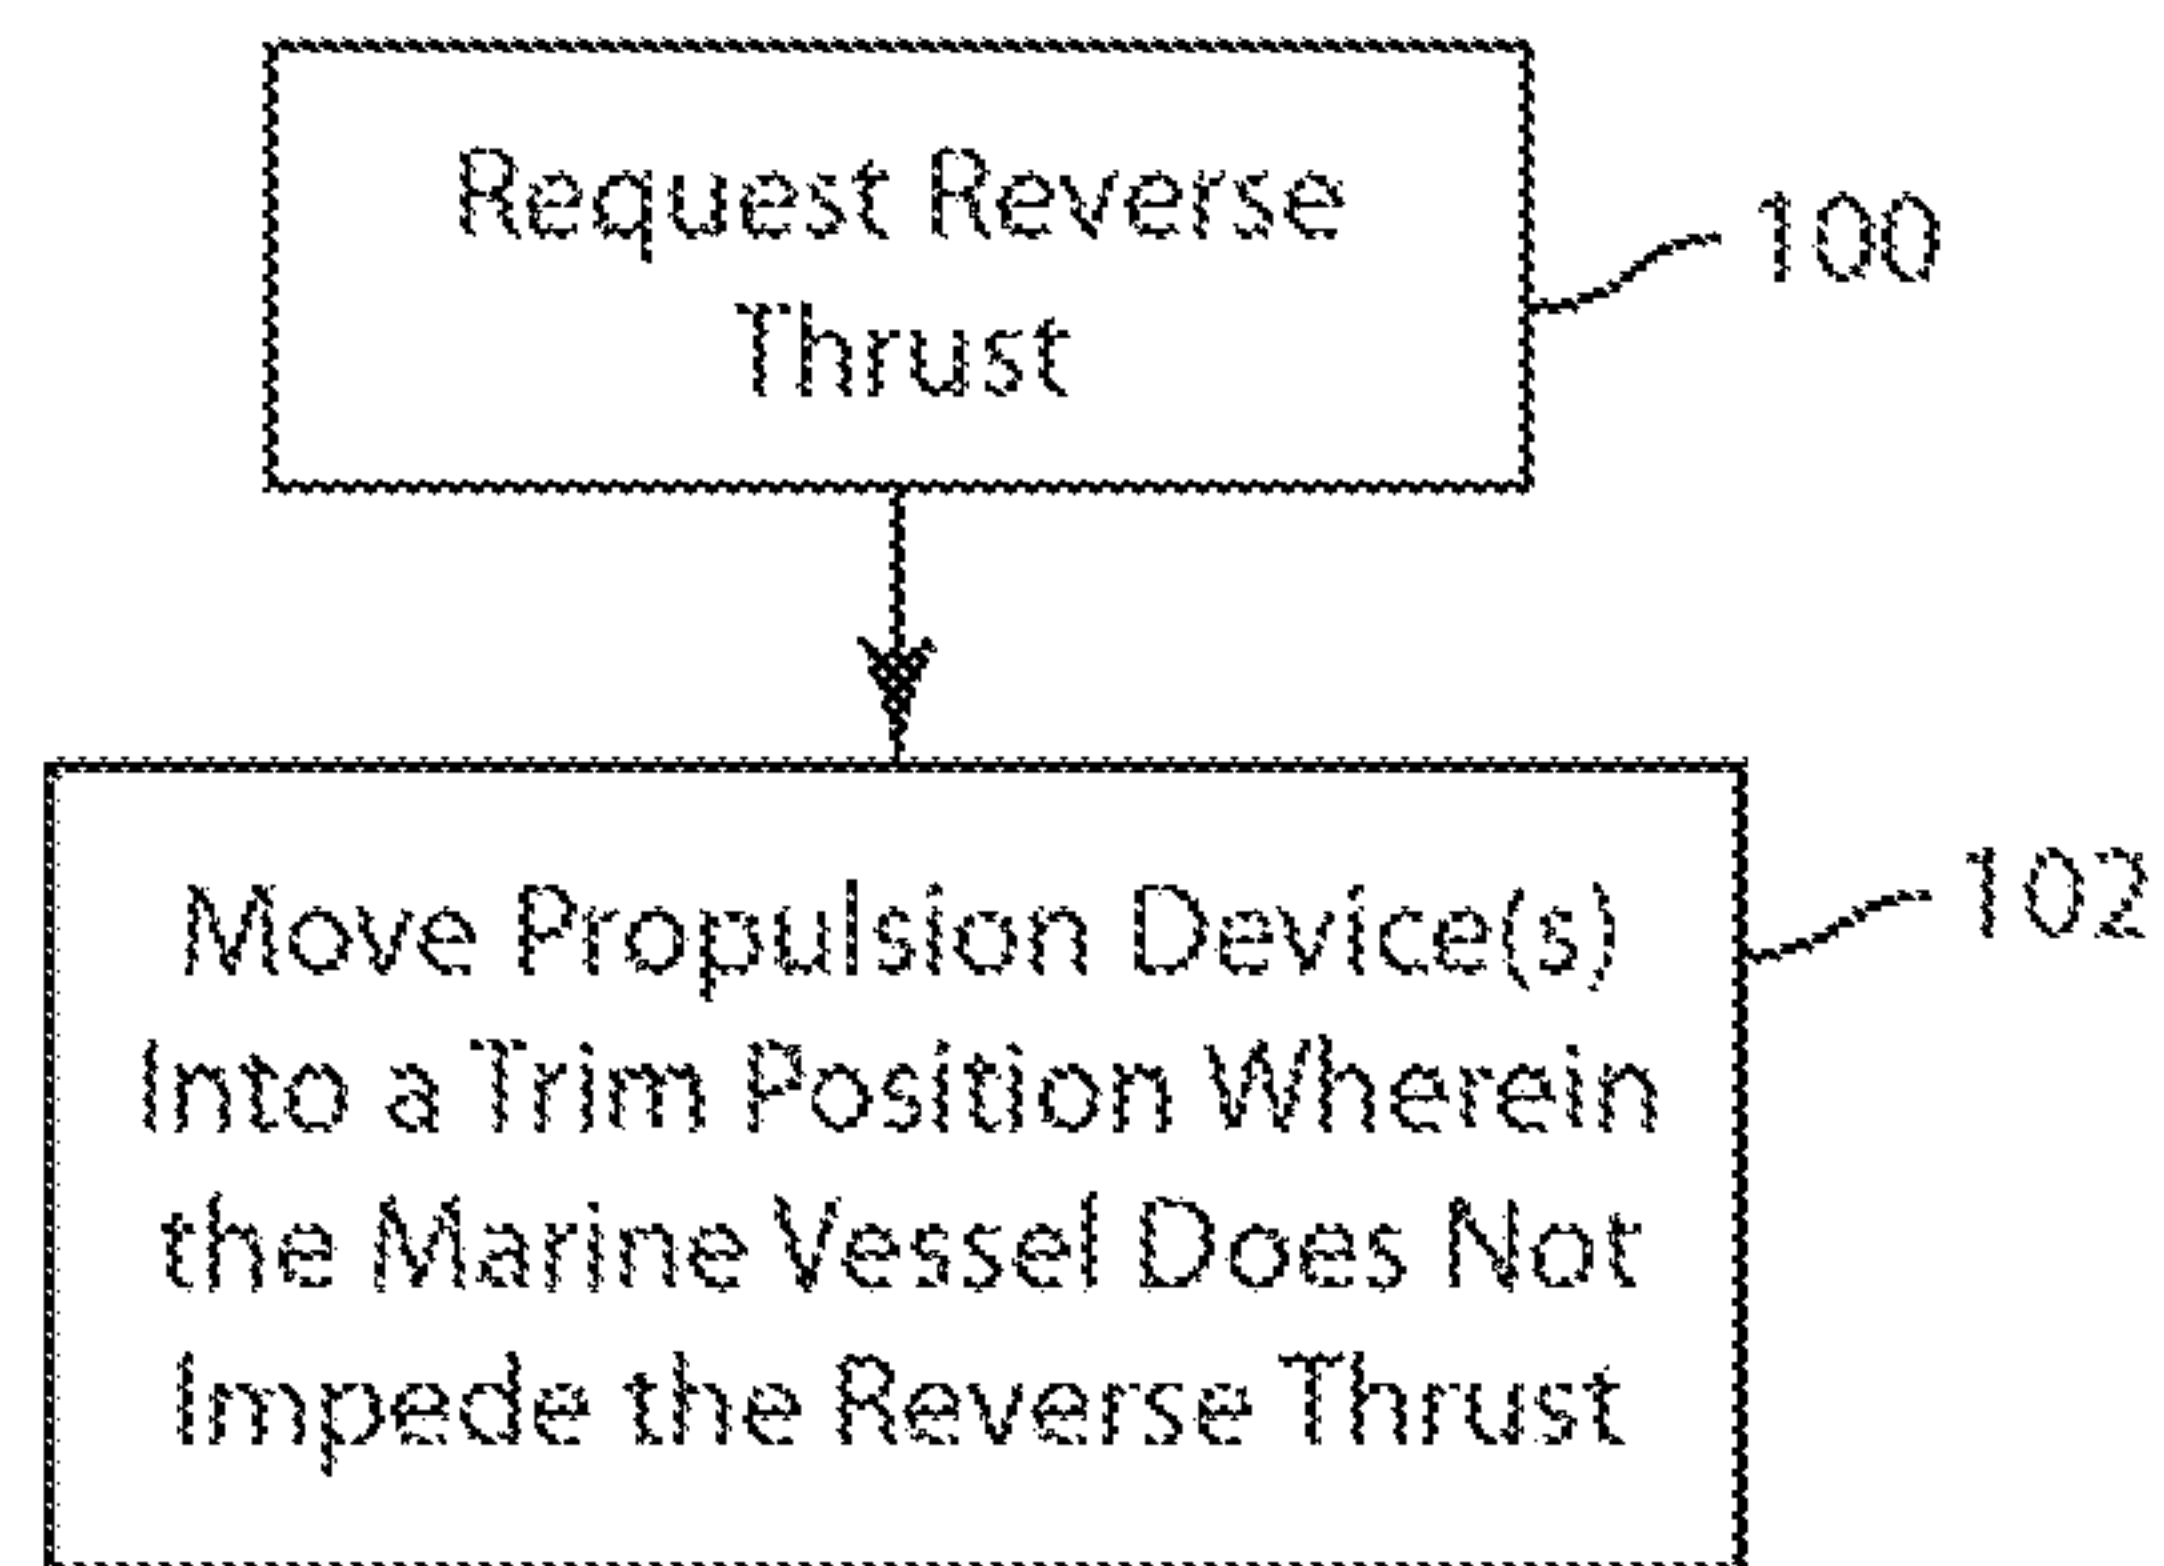 Request Reverse
Thrust
100
Move Propulsion Device(s)
Into a Trim Position Wherein
the Marine Vessel Does Not
Impede the Reverse Thrust
102